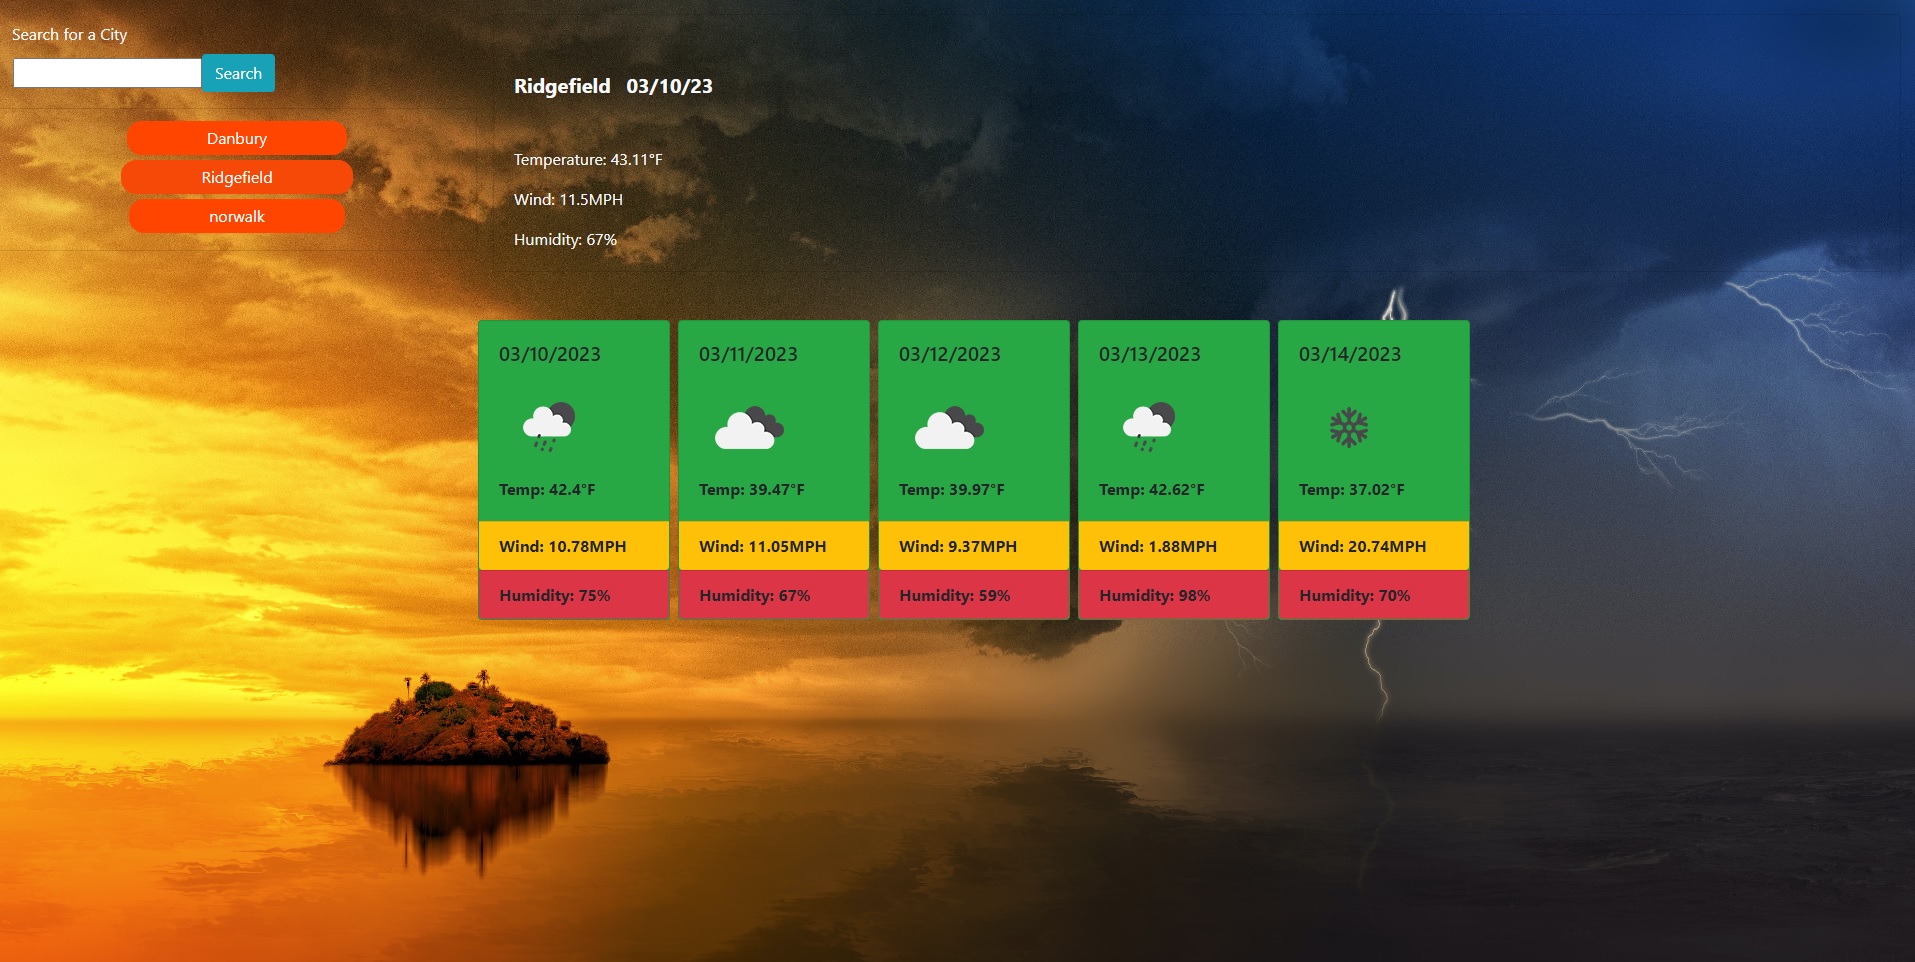 Search for a City
Search
Danbury
Ridgefield
norwalk
Ridgefield 03/10/23
Temperature: 43.11°F
Wind: 11.5MPH
Humidity: 67%
03/10/2023
Temp: 42.4°F
Wind: 10.78MPH
Humidity: 75%
03/11/2023
Temp: 39.47°F
Wind: 11.05MPH
Humidity: 67%
03/12/2023
Temp: 39.97°F
Wind: 9.37MPH
Humidity: 59%
03/13/2023
Temp: 42.62°F
Wind: 1.88MPH
Humidity: 98%
03/14/2023
Temp: 37.02°F
Wind: 20.74MPH
Humidity: 70%